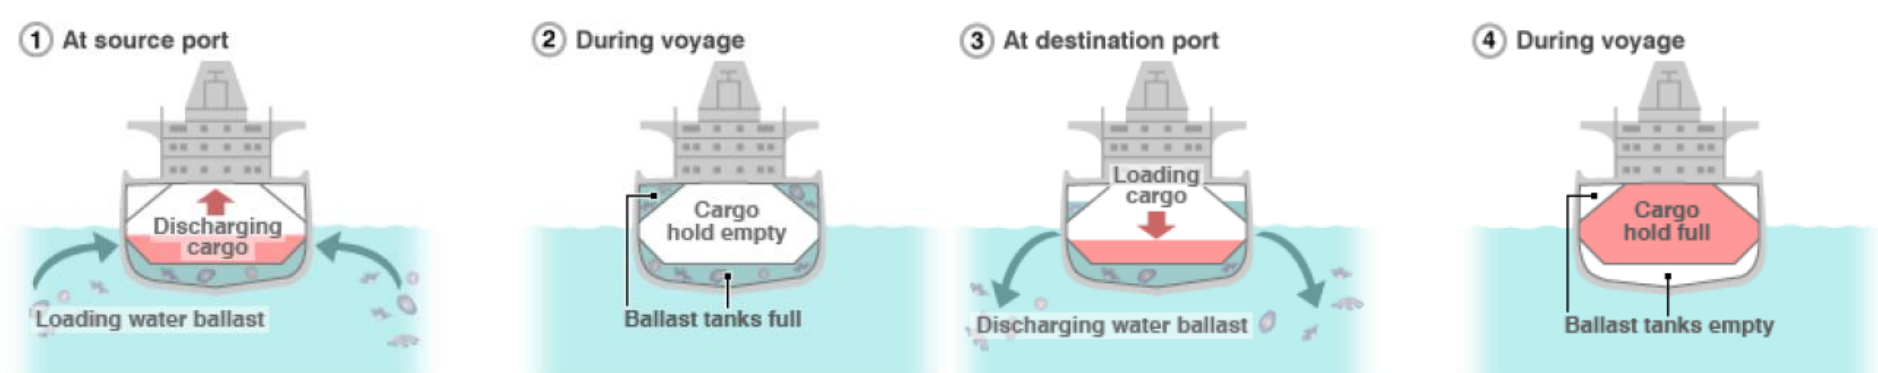 1 At source port
Discharging
cargo
Loading water ballast
2 During voyage
Cargo
hold empty
Ballast tanks full
3 At destination port
Loading
cargo
Discharging water ballast
4 During voyage
Cargo
hold full
Ballast tanks empty